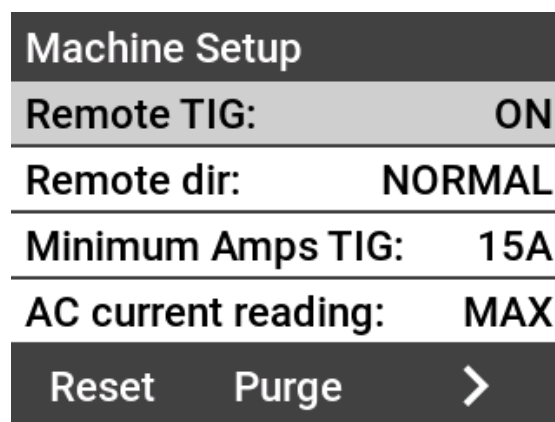 Machine Setup
Remote TIG: ON
Remote dir: NORMAL
Minimum Amps TIG: 15A
AC current reading: MAX
Reset Purge >